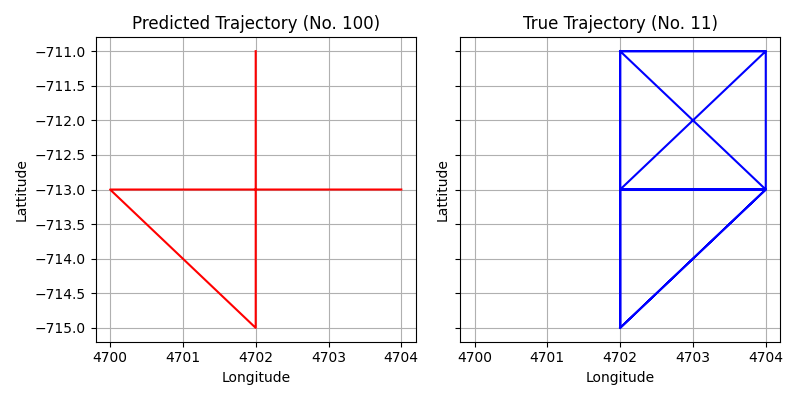 Predicted Trajectory (No. 100)
Lattitude
−711.0
−711.5
−712.0
−712.5
−713.0
−713.5
−714.0
−714.5
−715.0
4700 4701 4702 4703 4704
Longitude
True Trajectory (No. 11)
Lattitude
4700 4701 4702 4703 4704
Longitude